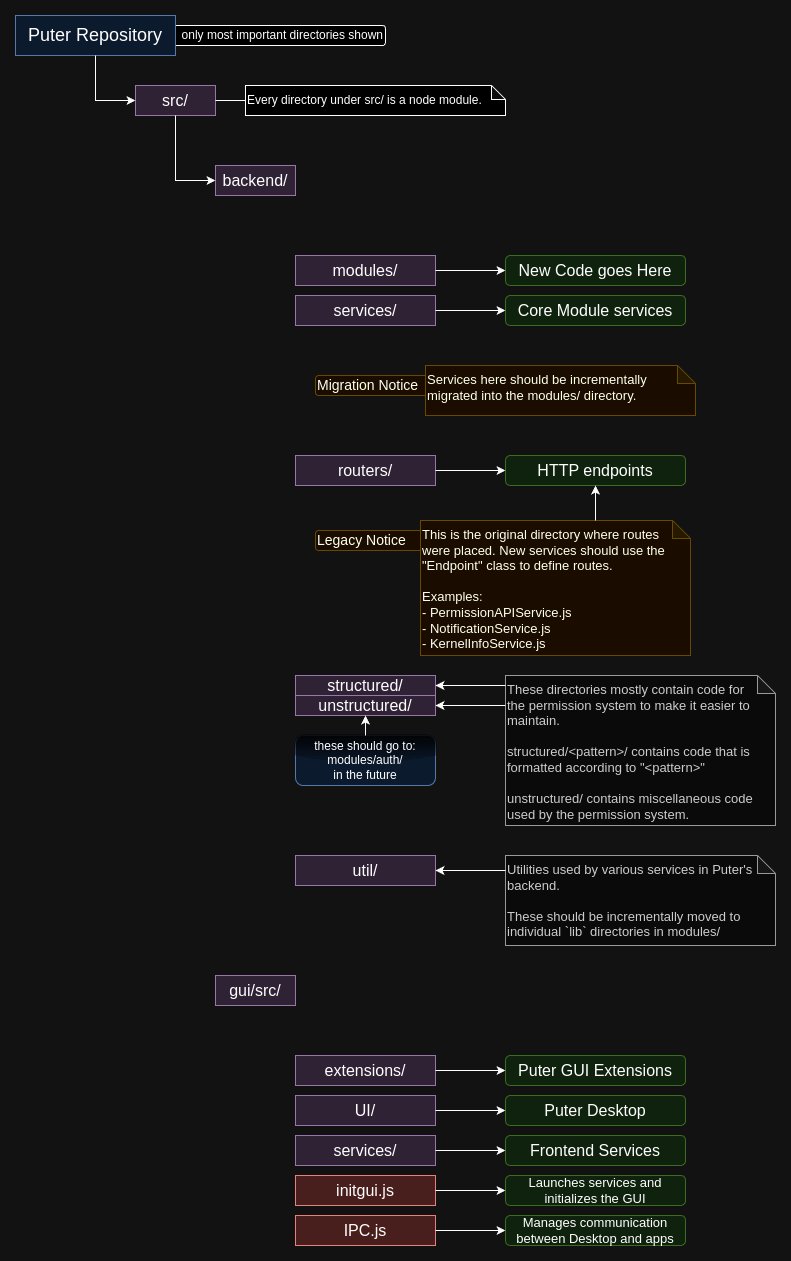 Puter Repository
only most important directories shown
src/
Every directory under src/ is a node module.
backend/
modules/
New Code goes Here
services/
Core Module services
Migration Notice
Services here should be incrementally
migrated into the modules/ directory.
routers/
HTTP endpoints
Legacy Notice
This is the original directory where routes
were placed. New services should use the
"Endpoint" class to define routes.
Examples:
- PermissionAPIService.js
- NotificationService.js
- KernelInfoService.js
structured/
unstructured/
these should go to:
modules/auth/
in the future
These directories mostly contain code for
the permission system to make it easier to
maintain.
structured/<pattern>/ contains code that is
formatted according to "<pattern>"
unstructured/ contains miscellaneous code
used by the permission system.
util/
Utilities used by various services in Puter's
backend.
These should be incrementally moved to
individual `lib` directories in modules/
gui/src/
extensions/
Puter GUI Extensions
UI/
Puter Desktop
services/
Frontend Services
initgui.js
Launches services and
initializes the GUI
IPC.js
Manages communication
between Desktop and apps